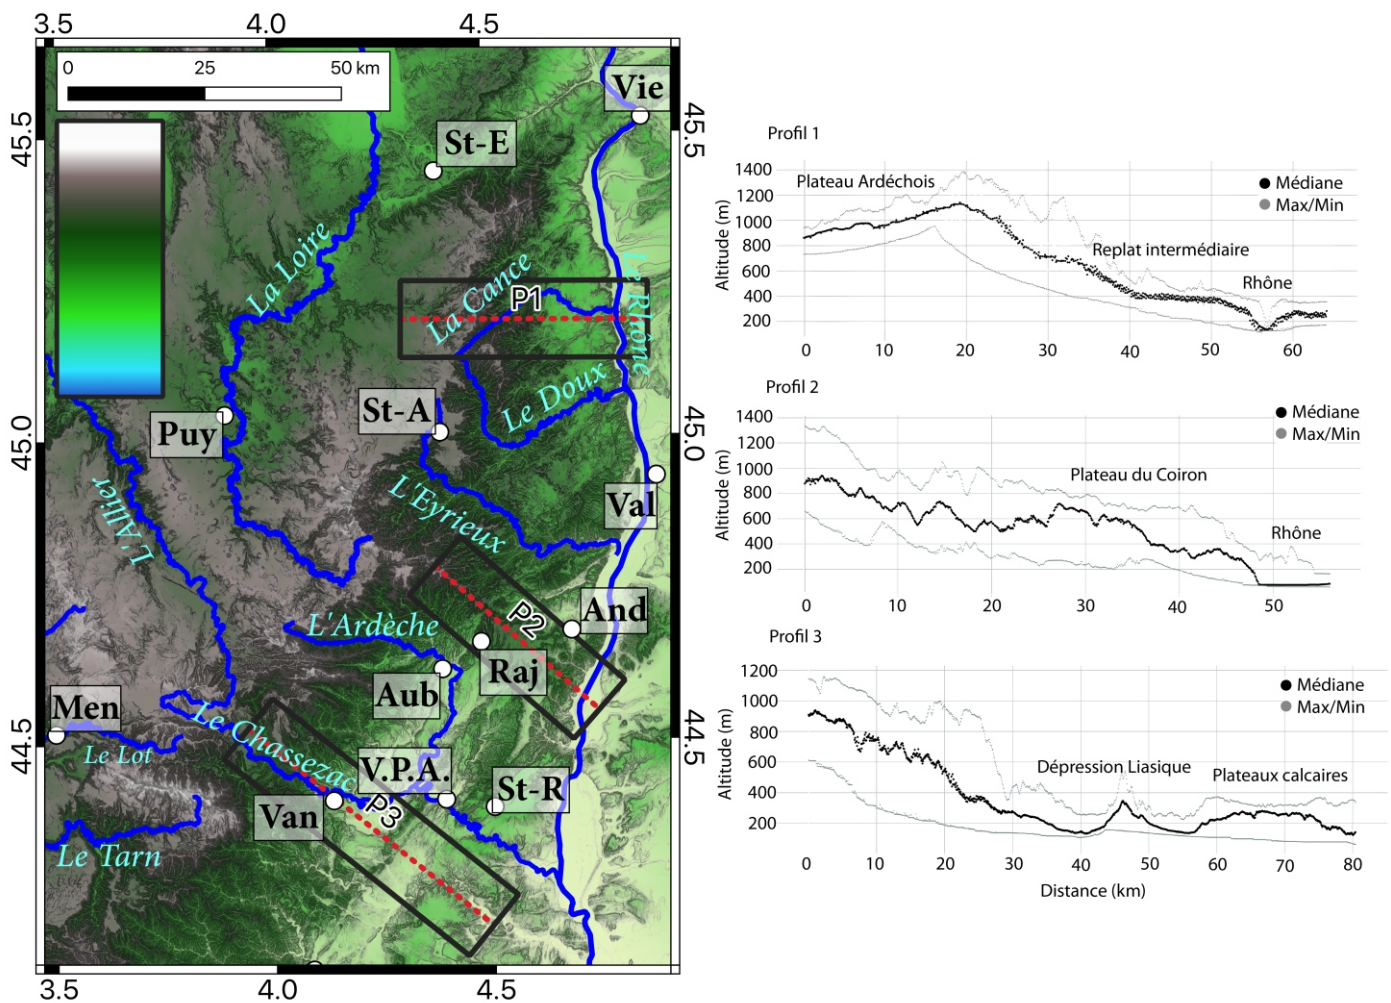 3.5 4.0 4.5
0 25 50 km
Vie
45.5
45.5
St-E
La Loire
La Cance
P1
Le Rhône
Le Doux
St-A
Puy
45.0
45.0
Val
L'Allier
L'Eyrieux
P2
And
L'Ardèche
Raj
Aub
Men
44.5
44.5
Le Lot
Le Chassezac
V.P.A.
St-R
Van
P3
Le Tarn
3.5 4.0 4.5
Profil 1
1400
1200
1000
800
600
400
200
Altitude (m)
Plateau Ardéchois
Médiane
Max/Min
Replat intermédiaire
Rhône
0 10 20 30 40 50 60
Profil 2
1400
1200
1000
800
600
400
200
Altitude (m)
Médiane
Max/Min
Plateau du Coiron
Rhône
0 10 20 30 40 50
Profil 3
1200
1000
800
600
400
200
Altitude (m)
Médiane
Max/Min
Dépression Liasique
Plateaux calcaires
0 10 20 30 40 50 60 70 80
Distance (km)